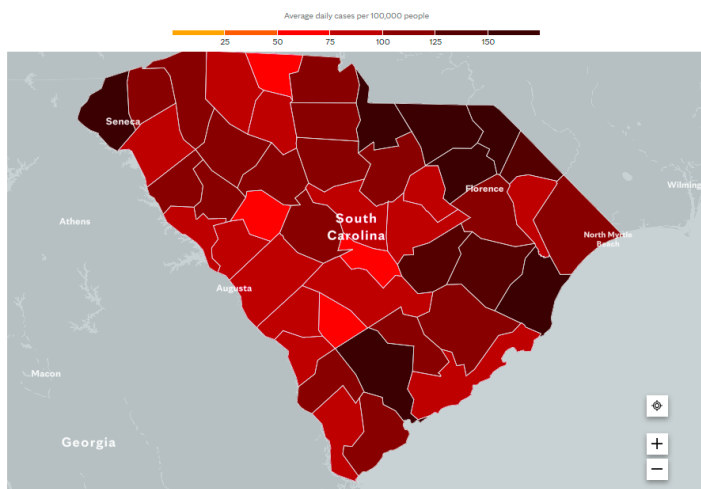 Average daily cases per 100,000 people
25 50 75 100 125 150
Seneca
Florence
Wilming
Athens
South
Carolina
North Myrtle
Beach
Augusta
Macon
Georgia
+
−